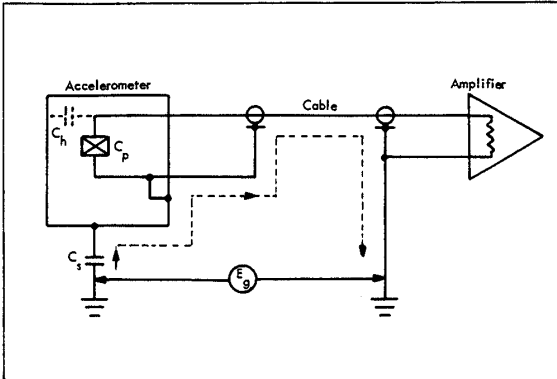 Accelerometer
Amplifier
Cable
C_h
C_p
C_s
E_g